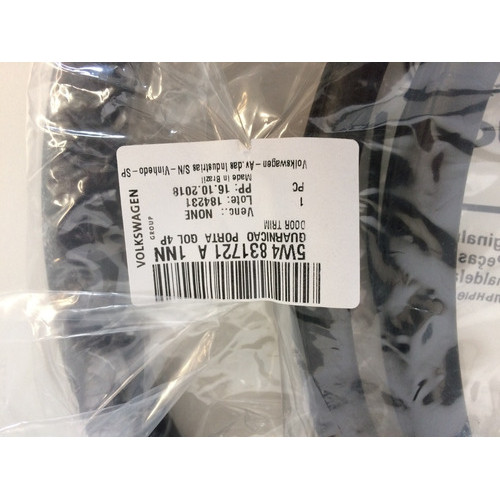 VOLKSWAGEN
GROUP
5W4 831721 A 1NN
GUARNICAO PORTA GOL 4P
DOOR TRIM
Venc:: NONE
Lote: 184231
1
PP: 16.10.2018
PC
Made in Brazil
Volkswagen - Av.das Industrias S/N - Vinhedo - SP
Peças